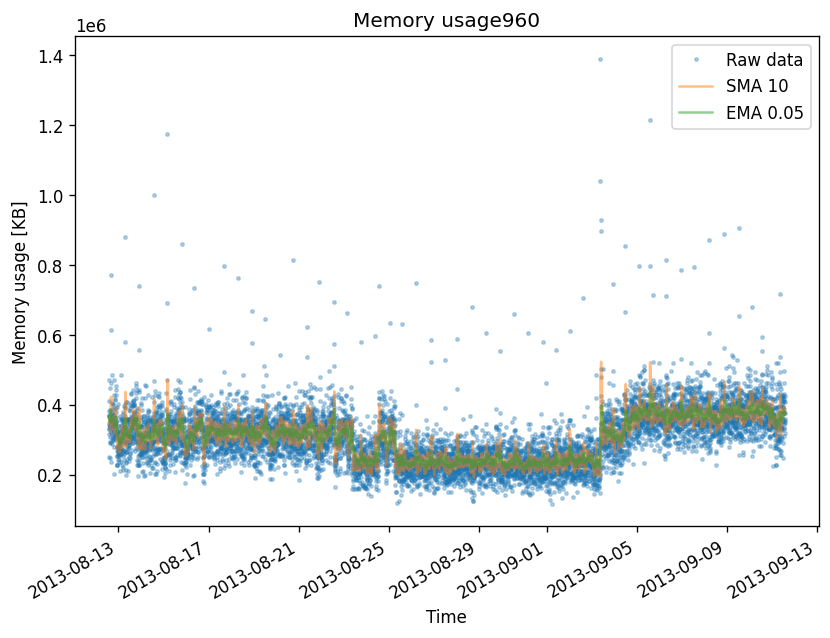 Memory usage960
1e6
Raw data
SMA 10
EMA 0.05
1.4
1.2
1.0
0.8
0.6
0.4
0.2
Memory usage [KB]
2013-08-13
2013-08-17
2013-08-21
2013-08-25
2013-08-29
2013-09-01
2013-09-05
2013-09-09
2013-09-13
Time